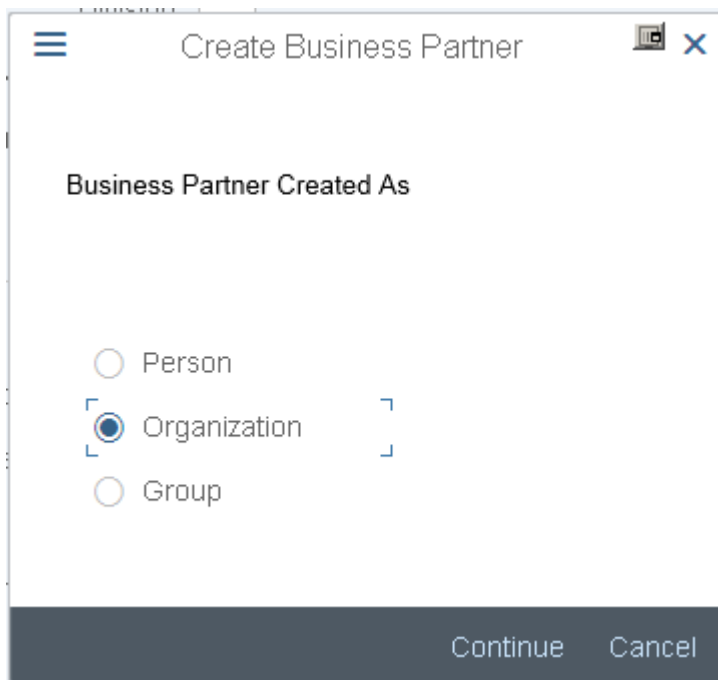 Create Business Partner
Business Partner Created As
Person
Organization
Group
Continue Cancel